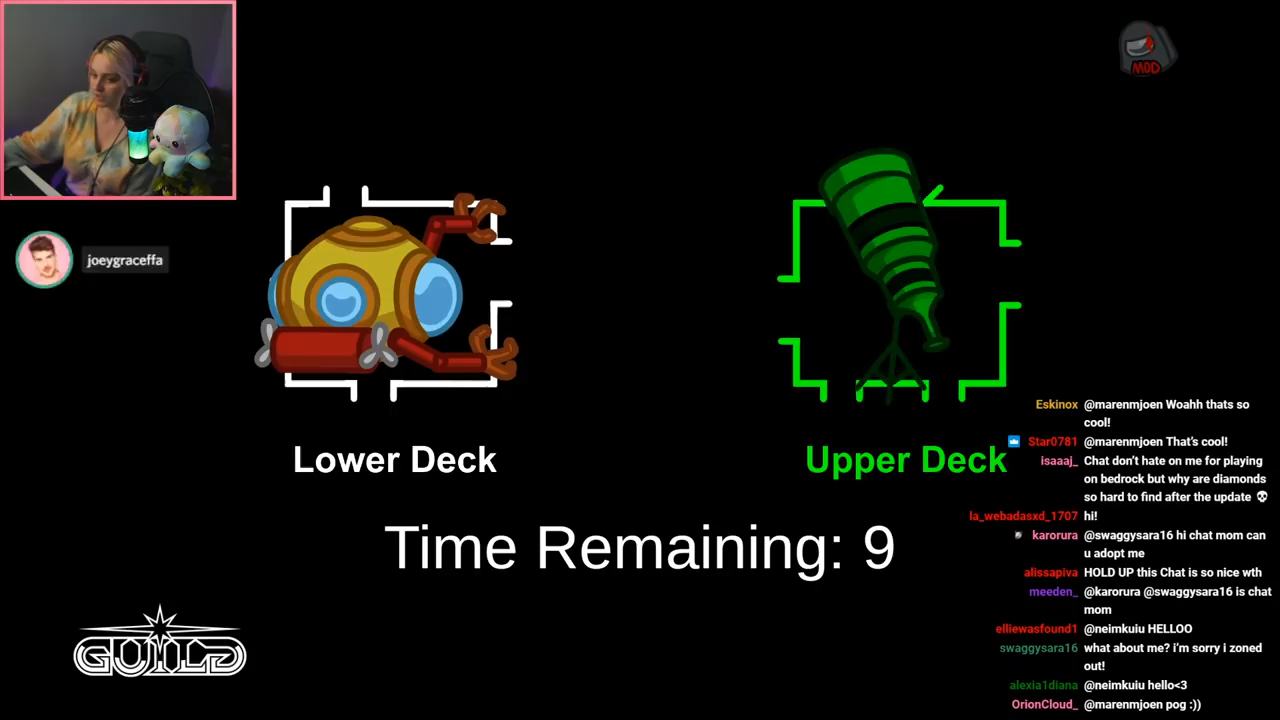 MOD
joeygraceffa
Lower Deck
Upper Deck
Time Remaining: 9
GUILD
Eskinox @marenmjoen Woahh thats so
cool!
Star0781 @marenmjoen That's cool!
isaaaj_ Chat don't hate on me for playing
on bedrock but why are diamonds
so hard to find after the update 💀
la_webadasxd_1707 hi!
karorura @swaggysara16 hi chat mom can
u adopt me
alissapiva HOLD UP this Chat is so nice wth
meeden_ @karorura @swaggysara16 is chat
mom
elliewasfound1 @neimkuiu HELLOO
swaggysara16 what about me? i'm sorry i zoned
out!
alexia1diana @neimkuiu hello<3
OrionCloud_ @marenmjoen pog :))